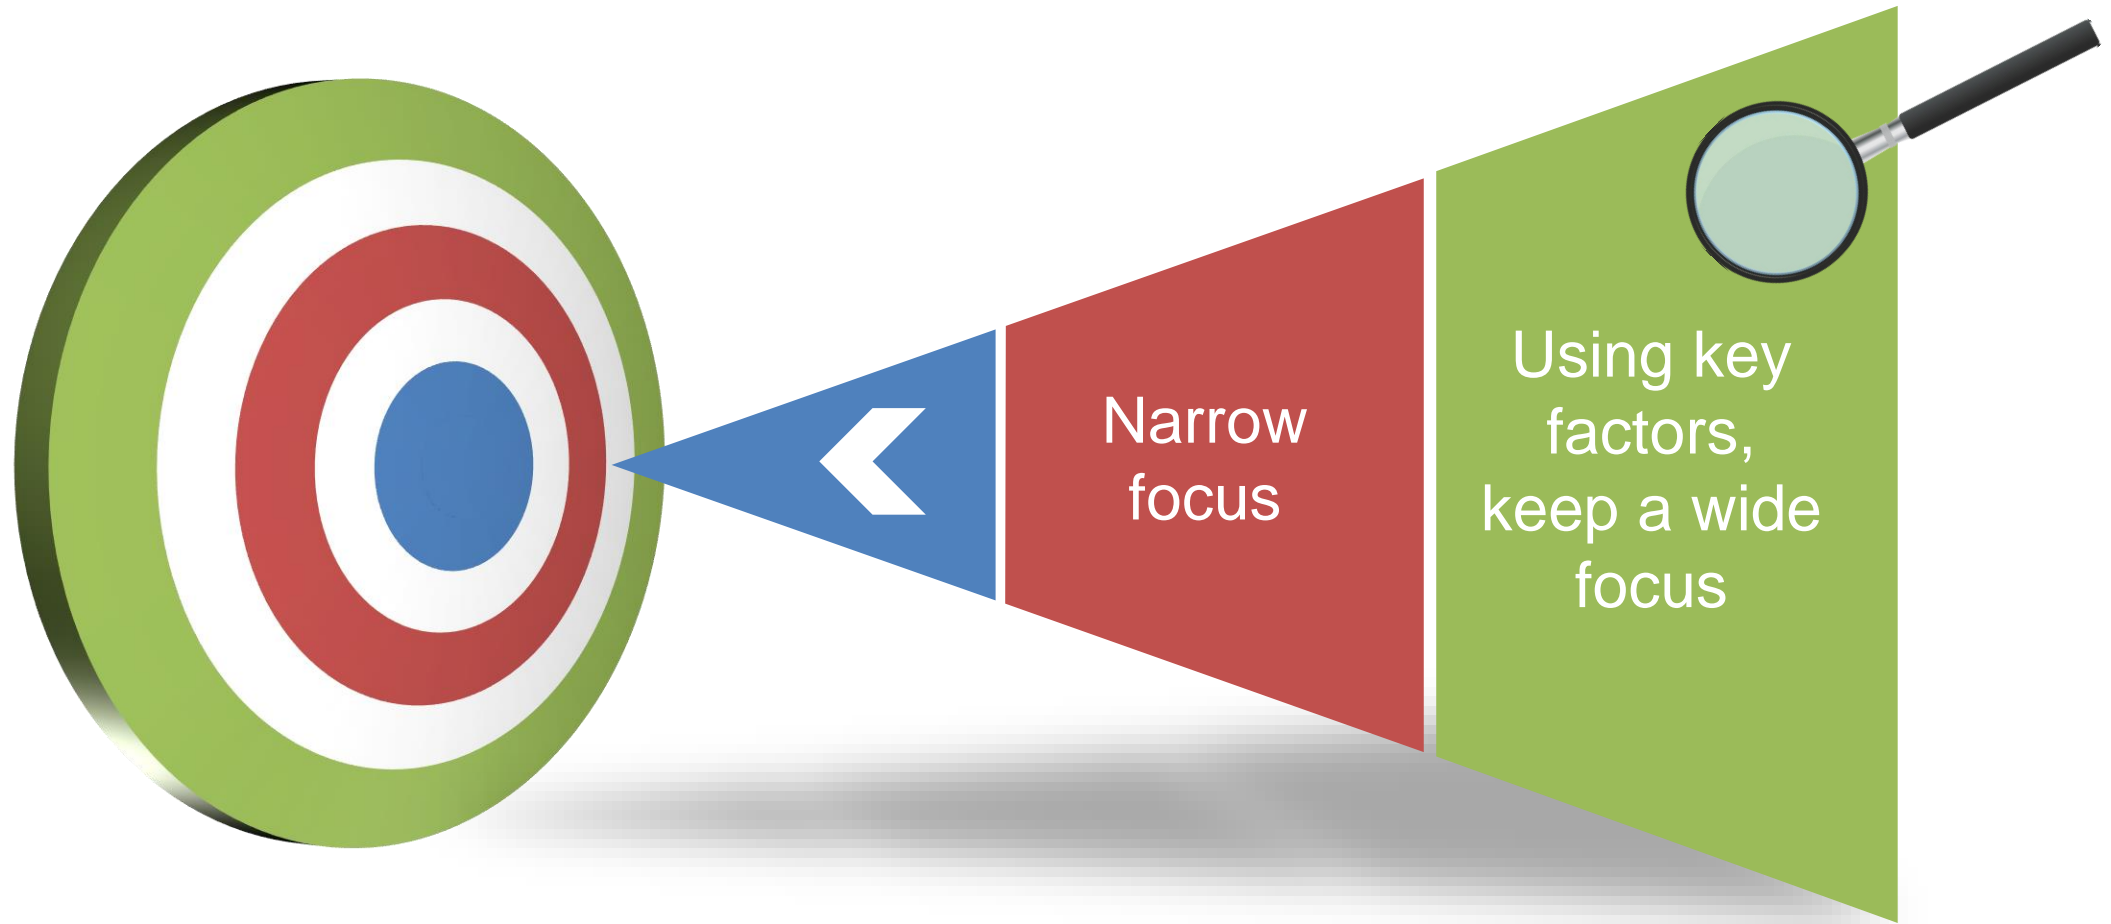 Narrow
focus
Using key
factors,
keep a wide
focus